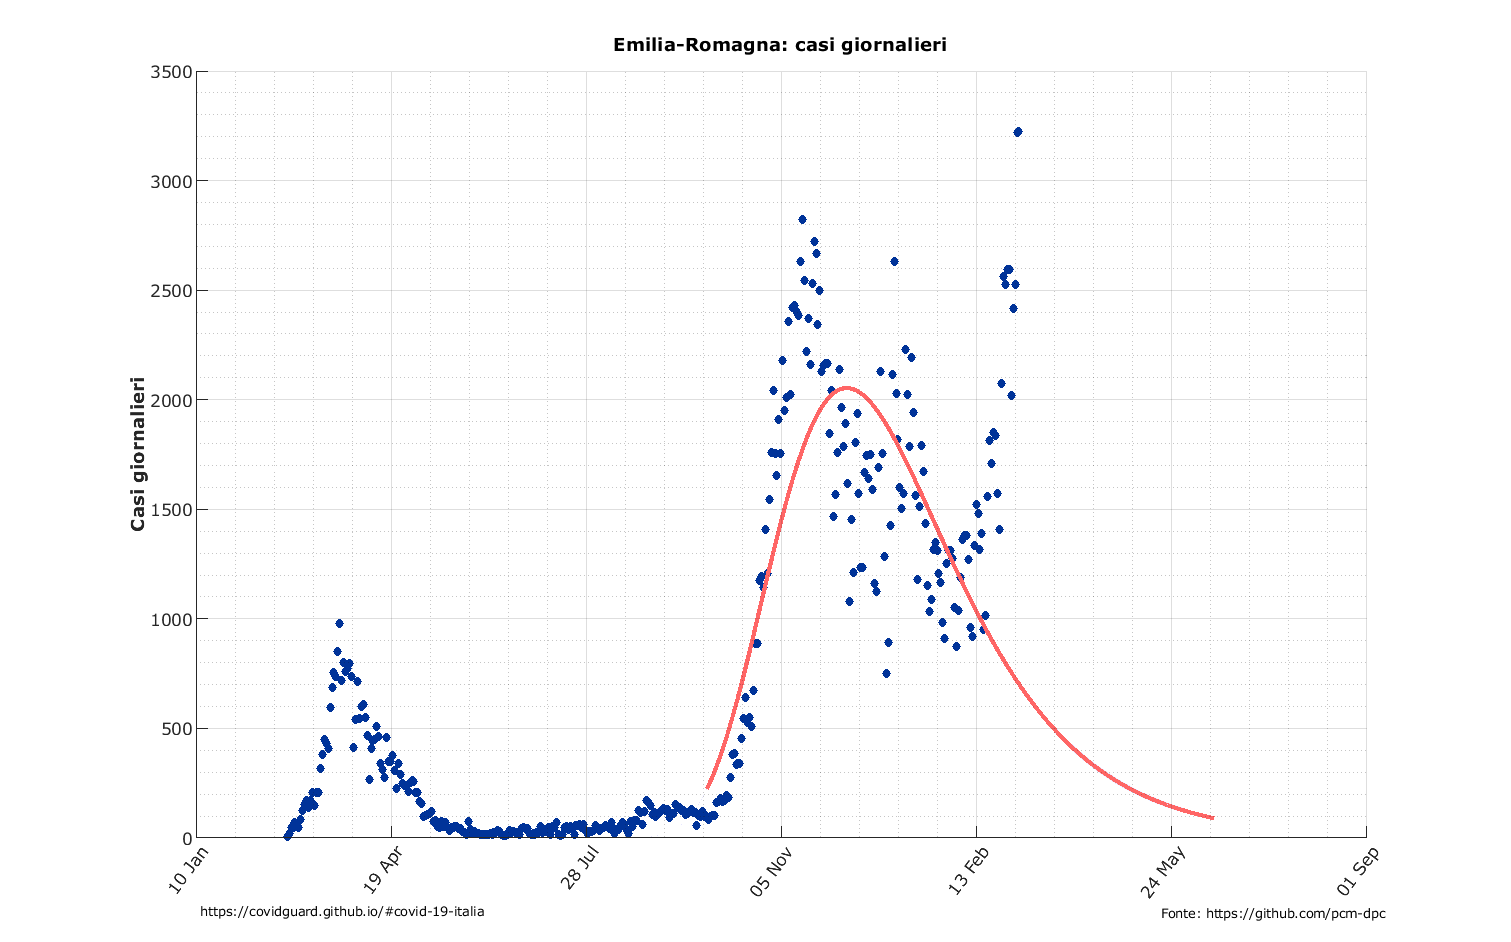 Emilia-Romagna: casi giornalieri
3500
3000
2500
2000
1500
1000
500
0
Casi giornalieri
10 Jan
19 Apr
28 Jul
05 Nov
13 Feb
24 May
01 Sep
https://covidguard.github.io/#covid-19-italia
Fonte: https://github.com/pcm-dpc